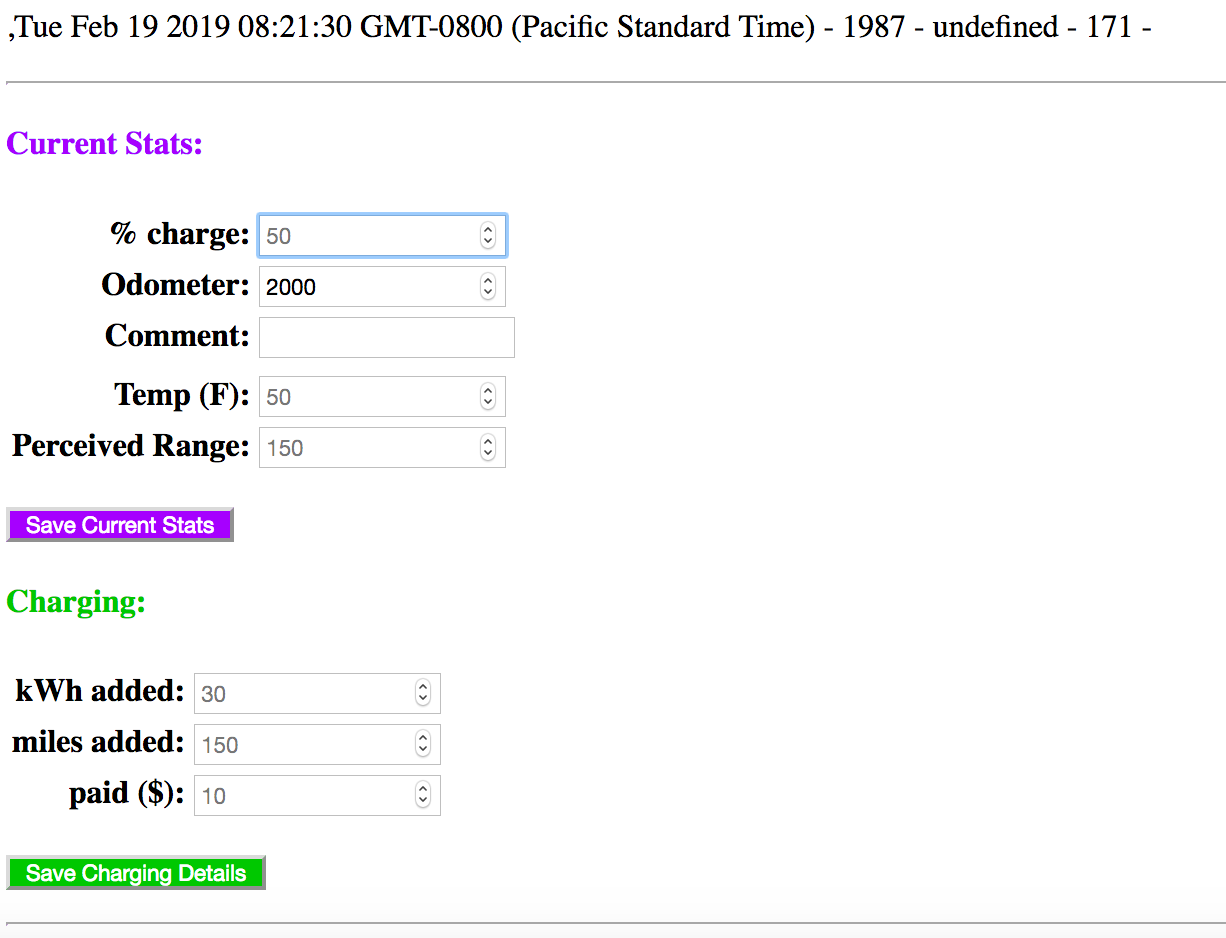 ,Tue Feb 19 2019 08:21:30 GMT-0800 (Pacific Standard Time) - 1987 - undefined - 171 -
Current Stats:
% charge: 50
Odometer: 2000
Comment:
Temp (F): 50
Perceived Range: 150
Save Current Stats
Charging:
kWh added: 30
miles added: 150
paid ($): 10
Save Charging Details